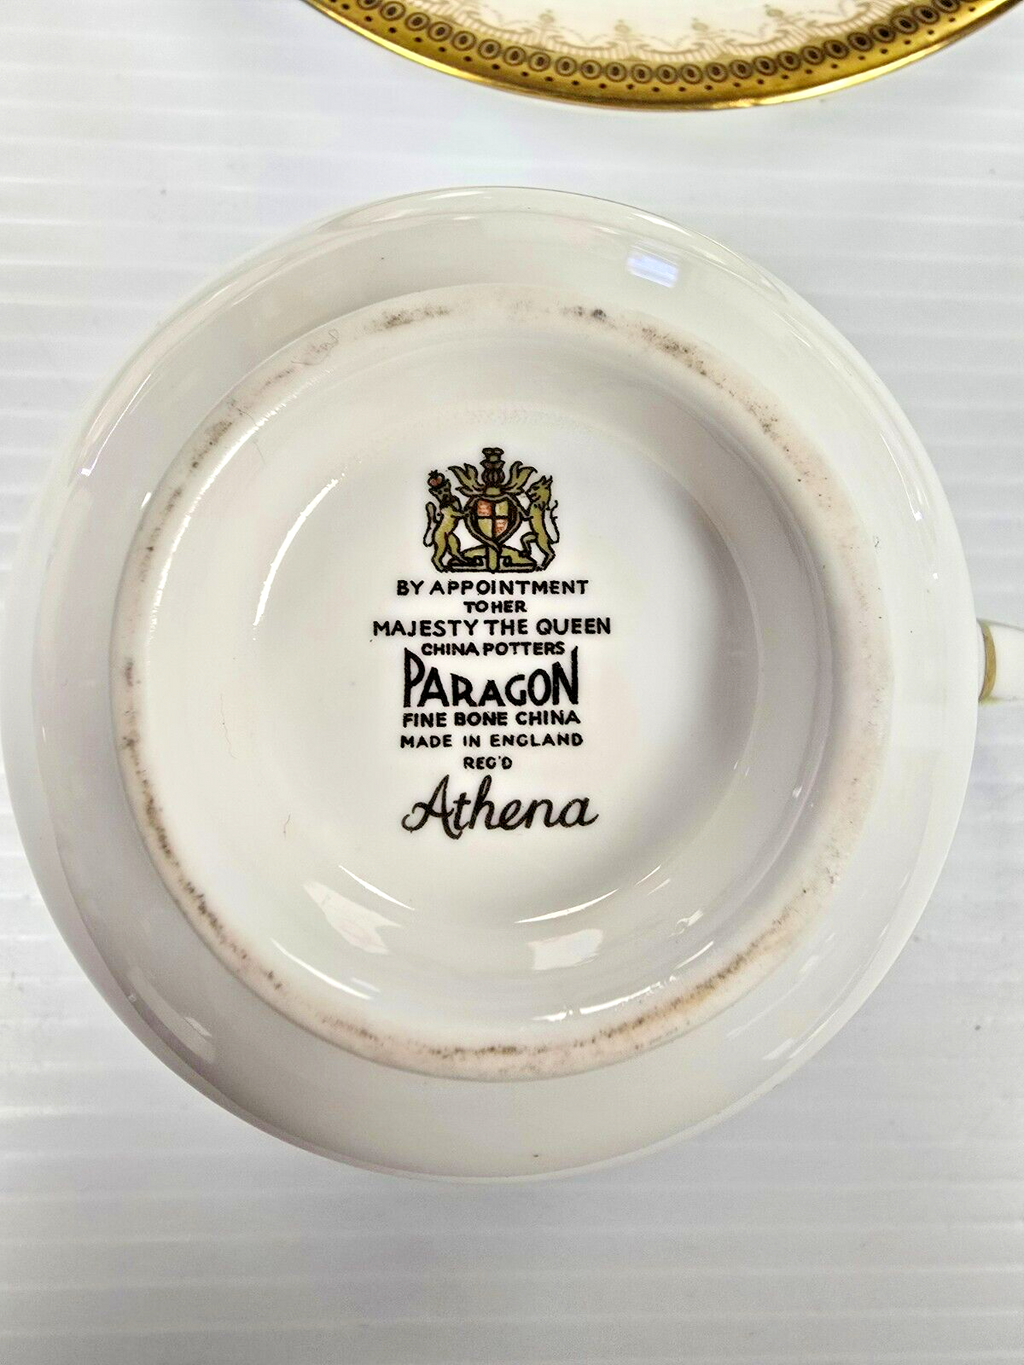 BY APPOINTMENT
TO HER
MAJESTY THE QUEEN
CHINA POTTERS
PARAGON
FINE BONE CHINA
MADE IN ENGLAND
REG'D
Athena